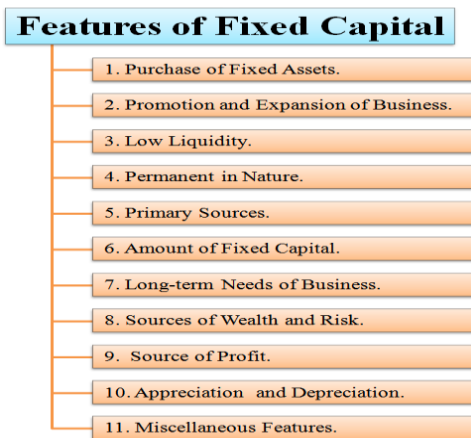 Features of Fixed Capital
1. Purchase of Fixed Assets.
2. Promotion and Expansion of Business.
3. Low Liquidity.
4. Permanent in Nature.
5. Primary Sources.
6. Amount of Fixed Capital.
7. Long-term Needs of Business.
8. Sources of Wealth and Risk.
9. Source of Profit.
10. Appreciation and Depreciation.
11. Miscellaneous Features.